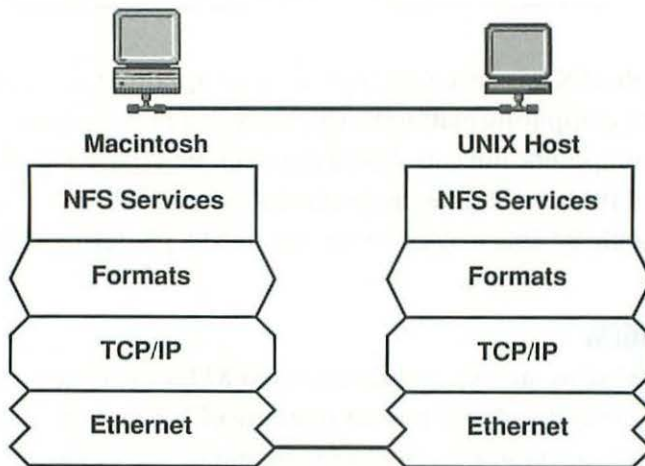 Macintosh
UNIX Host
NFS Services
NFS Services
Formats
Formats
TCP/IP
TCP/IP
Ethernet
Ethernet